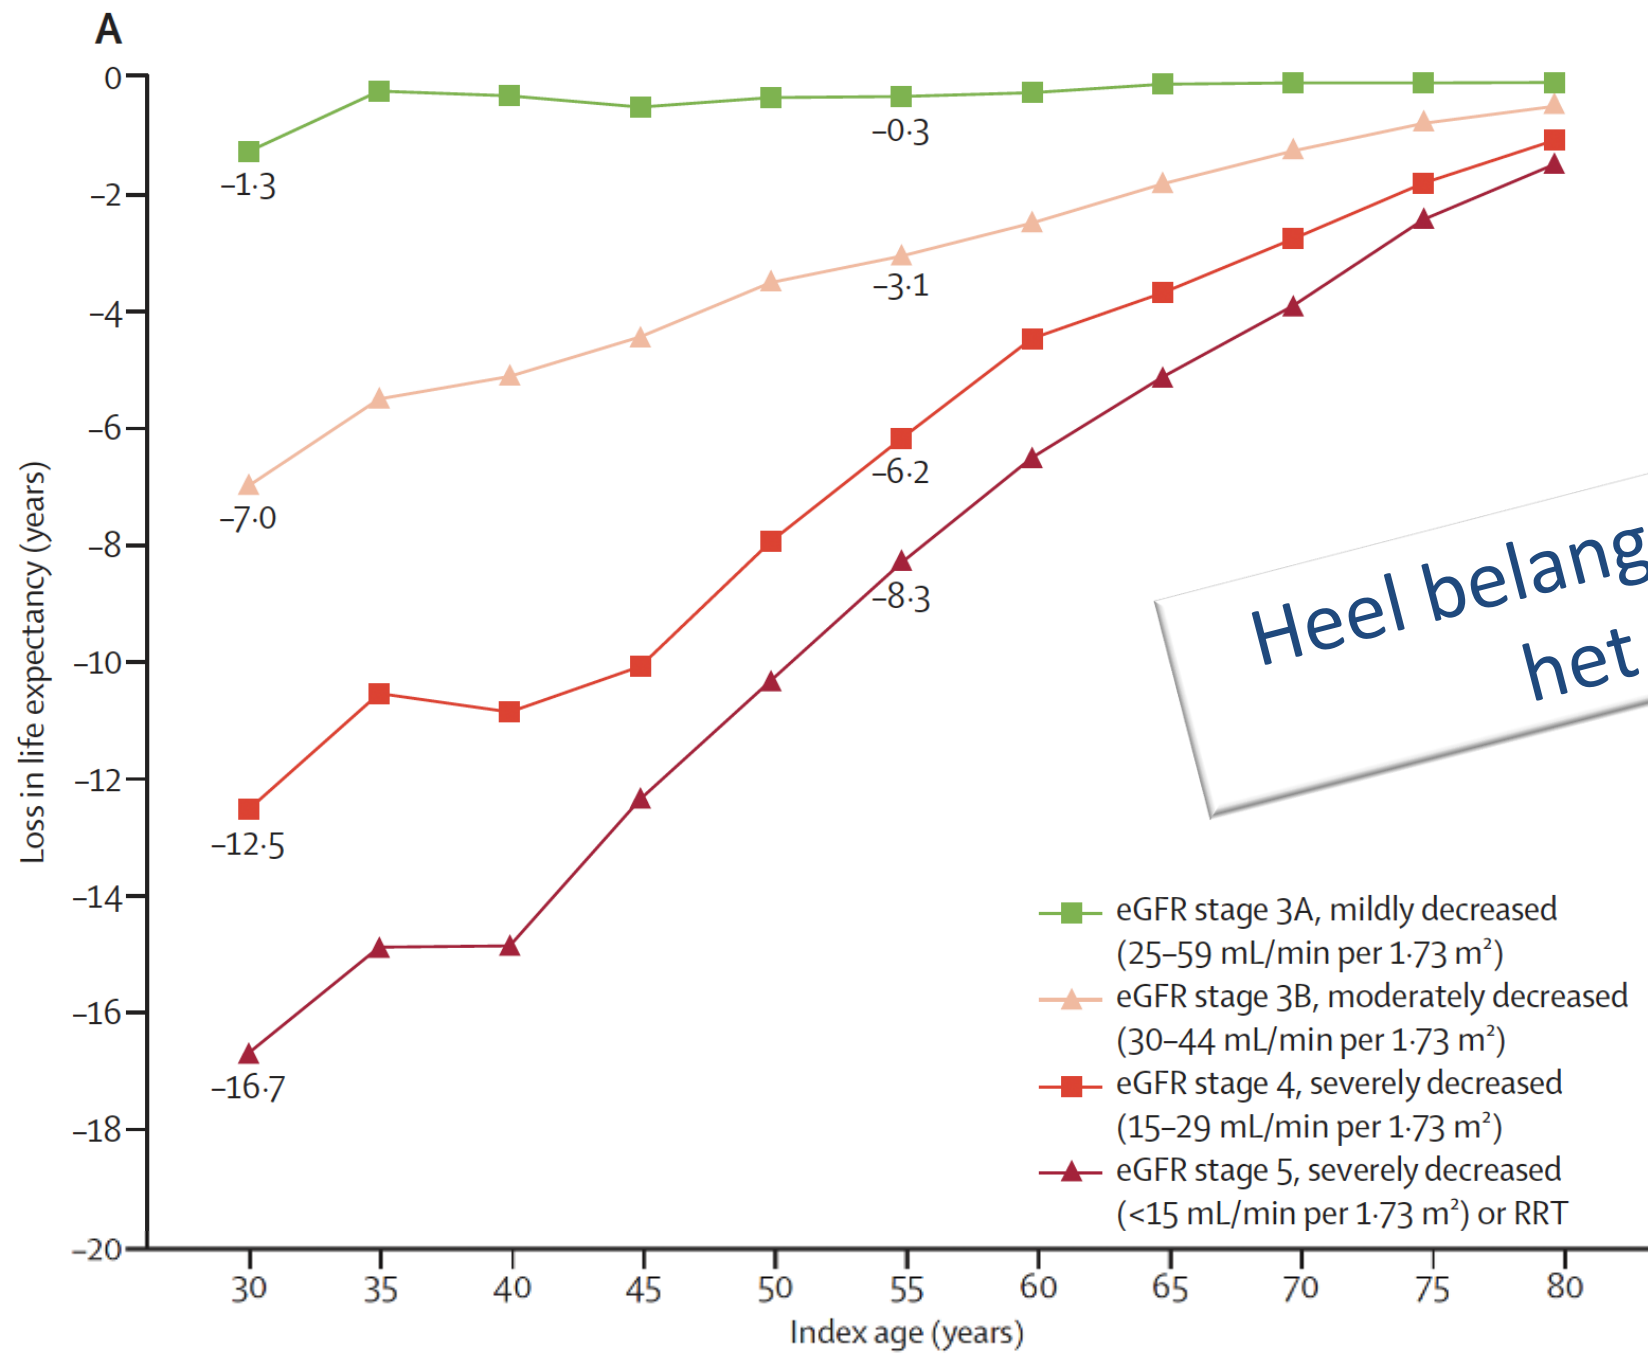 A
0
−2
−4
−6
−8
−10
−12
−14
−16
−18
−20
Loss in life expectancy (years)
−1·3
−0·3
−7·0
−3·1
−12·5
−6·2
−16·7
−8·3
Heel belang
het
eGFR stage 3A, mildly decreased
(25–59 mL/min per 1·73 m²)
eGFR stage 3B, moderately decreased
(30–44 mL/min per 1·73 m²)
eGFR stage 4, severely decreased
(15–29 mL/min per 1·73 m²)
eGFR stage 5, severely decreased
(<15 mL/min per 1·73 m²) or RRT
30 35 40 45 50 55 60 65 70 75 80
Index age (years)